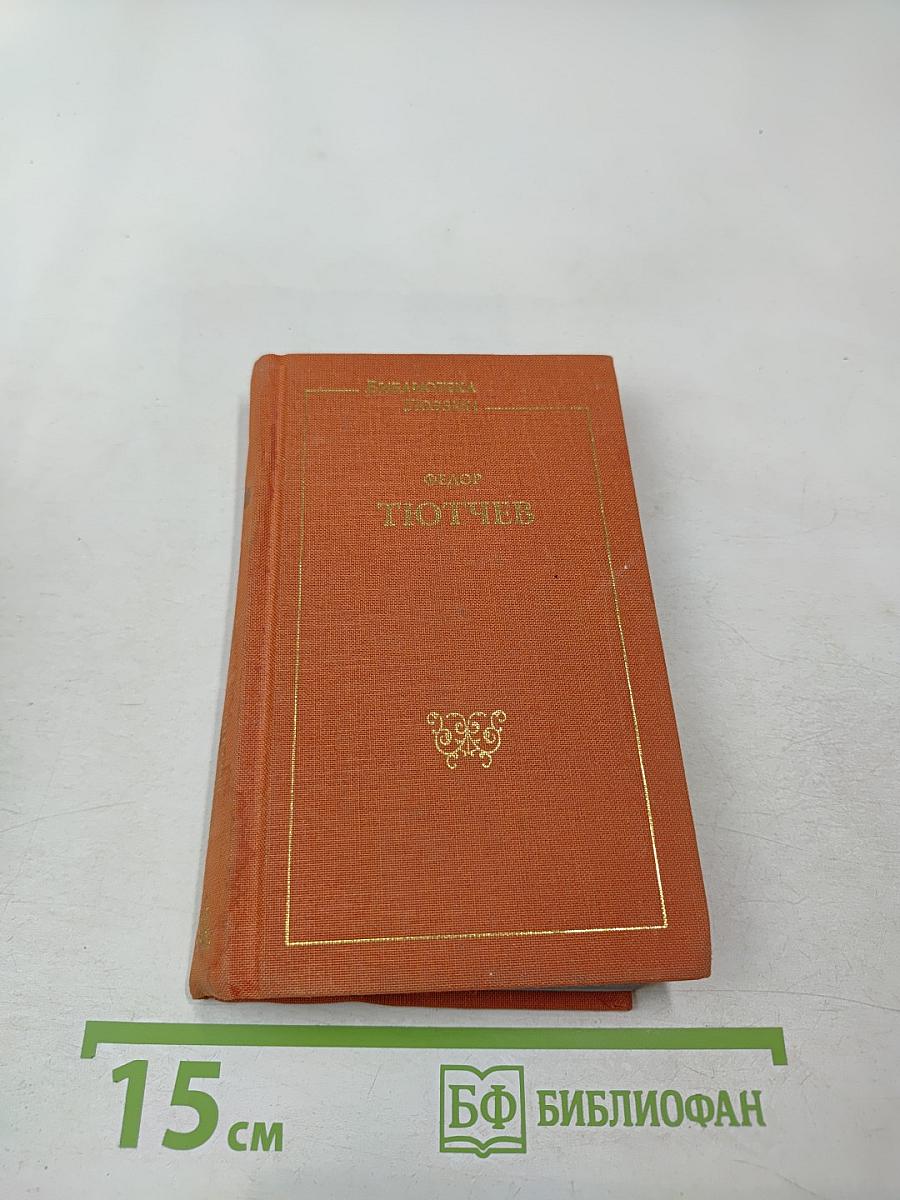 БИБЛИОТЕКА
ПОЭЗИИ
ФЕДОР
ТЮТЧЕВ
15 см
БФ БИБЛИОФАН